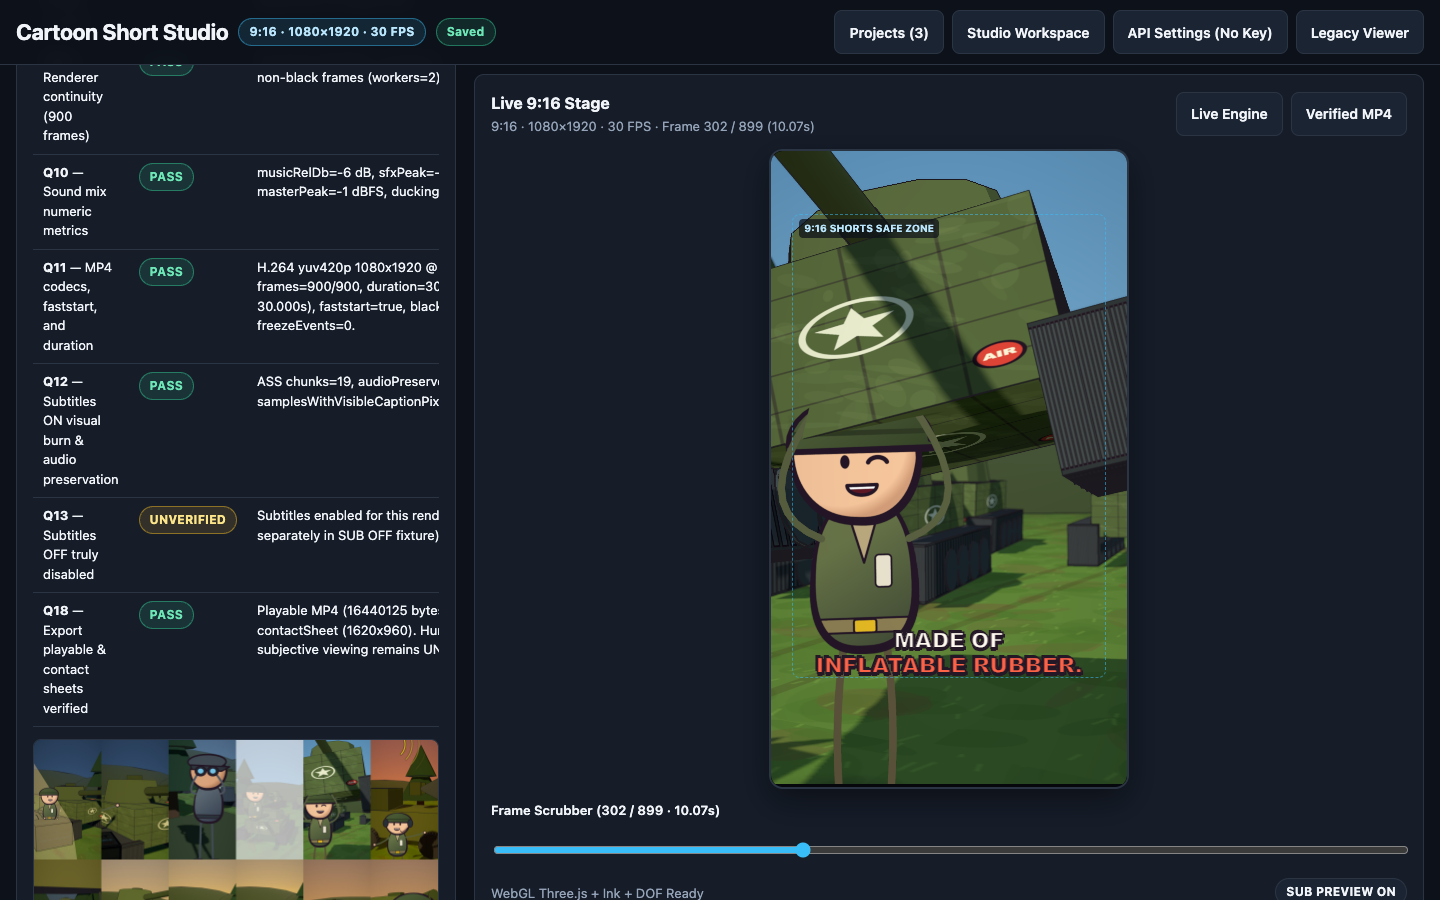 Cartoon Short Studio
9:16 · 1080×1920 · 30 FPS
Saved
Projects (3)
Studio Workspace
API Settings (No Key)
Legacy Viewer
Renderer
continuity
(900
frames)
non-black frames (workers=2)
Q10 —
Sound mix
numeric
metrics
PASS
musicRelDb=-6 dB, sfxPeak=-
masterPeak=-1 dBFS, ducking
Q11 — MP4
codecs,
faststart,
and
duration
PASS
H.264 yuv420p 1080x1920 @
frames=900/900, duration=30
30.000s), faststart=true, black
freezeEvents=0.
Q12 —
Subtitles
ON visual
burn &
audio
preservation
PASS
ASS chunks=19, audioPreserve
samplesWithVisibleCaptionPix
Q13 —
Subtitles
OFF truly
disabled
UNVERIFIED
Subtitles enabled for this rend
separately in SUB OFF fixture)
Q18 —
Export
playable &
contact
sheets
verified
PASS
Playable MP4 (16440125 byte
contactSheet (1620x960). Hu
subjective viewing remains UN
Live 9:16 Stage
9:16 · 1080×1920 · 30 FPS · Frame 302 / 899 (10.07s)
Live Engine
Verified MP4
9:16 SHORTS SAFE ZONE
AIR
MADE OF
INFLATABLE RUBBER.
Frame Scrubber (302 / 899 · 10.07s)
WebGL Three.js + Ink + DOF Ready
SUB PREVIEW ON